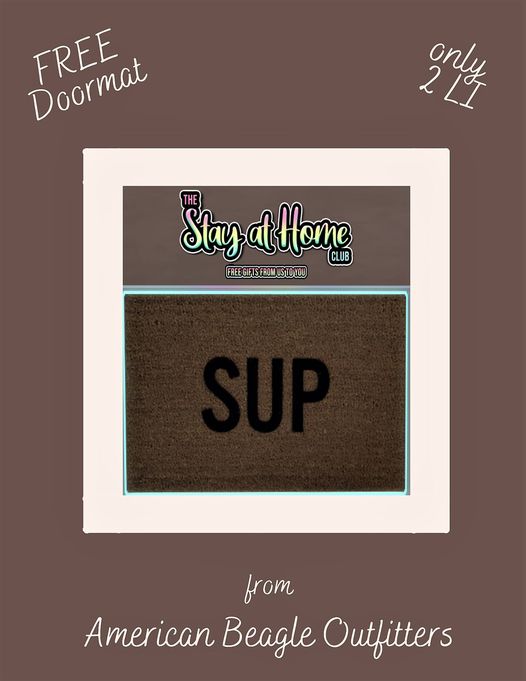 FREE
Doormat
only
2 LI
THE
Stay at Home
CLUB
FREE GIFTS FROM US TO YOU
SUP
from
American Beagle Outfitters